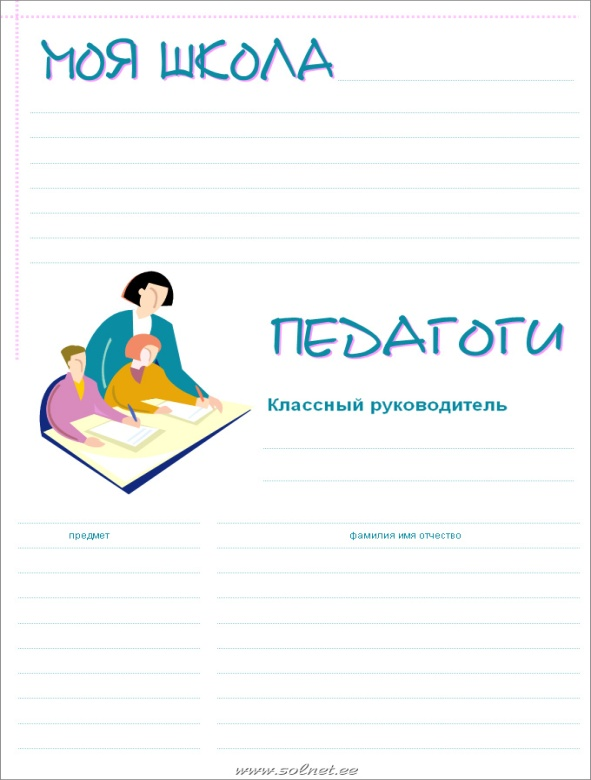 МОЯ ШКОЛА
ПЕДАГОГИ
Классный руководитель
предмет
фамилия имя отчество
www.solnet.ee